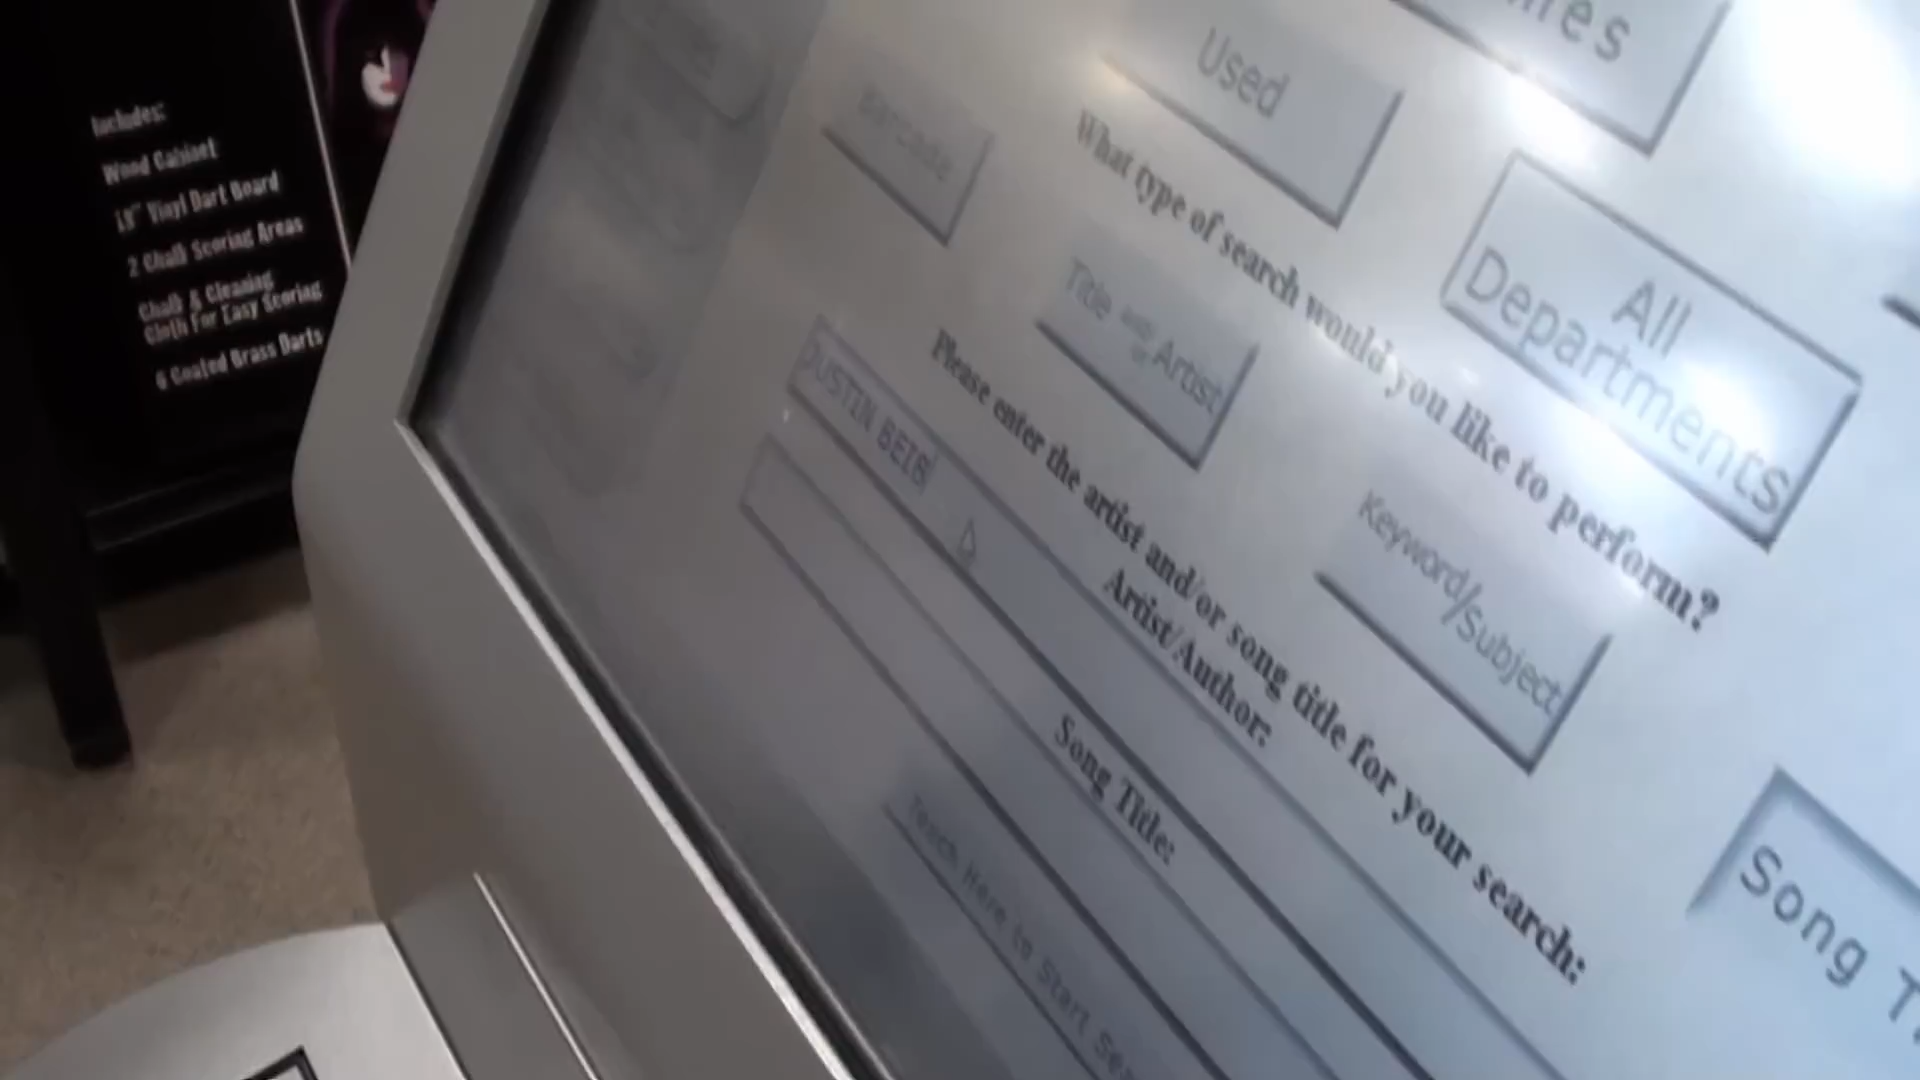 Includes:
Wood Cabinet
18" Vinyl Dart Board
2 Chalk Scoring Areas
Chalk & Cleaning
Cloth For Easy Scoring
6 Coated Brass Darts
Used
All
Departments
What type of search would you like to perform?
Barcode
Title and/or Artist
Keyword/Subject
Song
Please enter the artist and/or song title for your search:
Artist/Author:
JUSTIN BEIB
Song Title:
Touch Here to Start